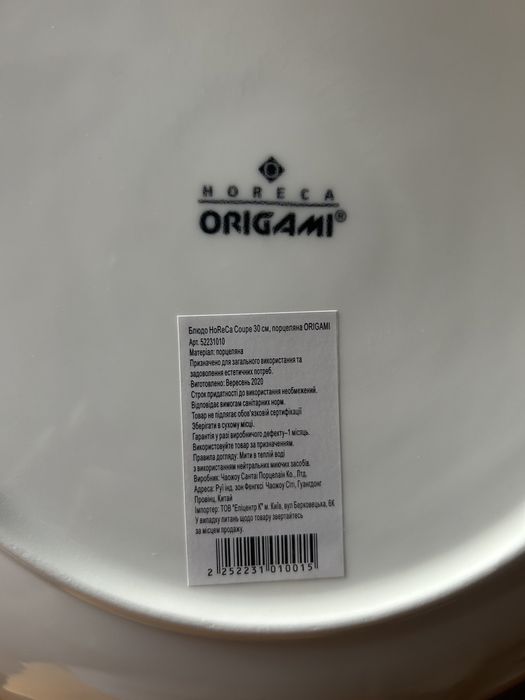 HORECA
ORIGAMI®
Блюдо HoReCa Coupe 30 см, порцеляна ORIGAMI
Арт. 52231010
Матеріал: порцеляна
Призначено для загального використання та
задоволення естетичних потреб.
Виготовлено: Вересень 2020
Строк придатності до використання необмежений.
Відповідає вимогам санітарних норм.
Товар не підлягає обов'язковій сертифікації
Зберігати в сухому місці.
Гарантія у разі виробничого дефекту–1 місяць.
Використовуйте товар за призначенням.
Правила догляду: Мити в теплій воді
з використанням нейтральних миючих засобів.
Виробник: Чаожоу Сантаі Порцелаін Ко., Лтд.
Адреса: Руї інд. зон Фенгксі Чаожоу Сіті, Гуангдонг
Провінц, Китай
Імпортер: ТОВ "Епіцентр К" м. Київ, вул Берковецька, 6К
У випадку питань щодо товару звертайтесь
за місцем продажу.
2 252231 010015